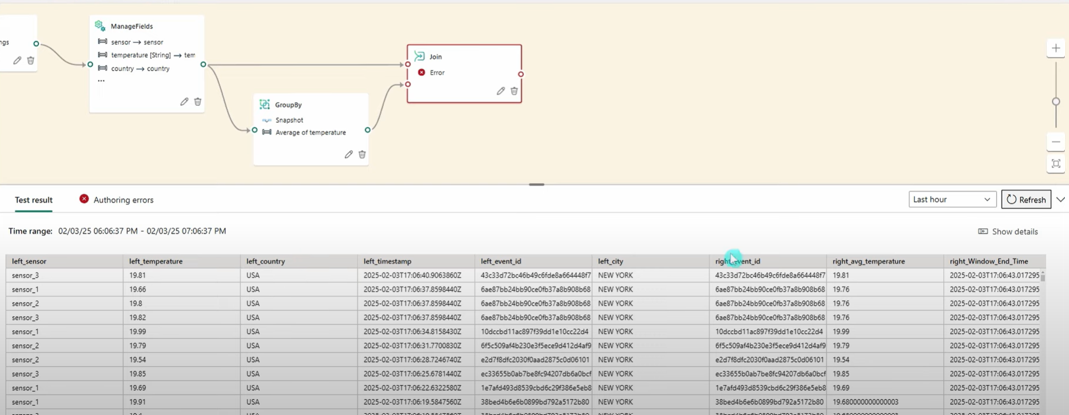 ngs
ManageFields
sensor → sensor
temperature [String] → tem
country → country
...
GroupBy
Snapshot
Average of temperature
Join
Error
Test result
Authoring errors
Last hour
Refresh
Time range: 02/03/25 06:06:37 PM - 02/03/25 07:06:37 PM
Show details
left_sensor left_temperature left_country left_timestamp left_event_id left_city right_event_id right_avg_temperature right_Window_End_Time
sensor_3 19.81 USA 2025-02-03T17:06:40.9063860Z 43c33d72bc46b49c6fde8a664448f7 NEW YORK 43c33d72bc46b49c6fde8a664448f7 19.81 2025-02-03T17:06:43.017295
sensor_1 19.66 USA 2025-02-03T17:06:37.8598440Z 6ae87bb24bb90ce0fb37a8b908b68 NEW YORK 6ae87bb24bb90ce0fb37a8b908b68 19.76 2025-02-03T17:06:43.017295
sensor_2 19.8 USA 2025-02-03T17:06:37.8598440Z 6ae87bb24bb90ce0fb37a8b908b68 NEW YORK 6ae87bb24bb90ce0fb37a8b908b68 19.76 2025-02-03T17:06:43.017295
sensor_3 19.82 USA 2025-02-03T17:06:37.8598440Z 6ae87bb24bb90ce0fb37a8b908b68 NEW YORK 6ae87bb24bb90ce0fb37a8b908b68 19.76 2025-02-03T17:06:43.017295
sensor_1 19.99 USA 2025-02-03T17:06:34.8158430Z 10dccbd11ac897f39dd1e10cc22d4 NEW YORK 10dccbd11ac897f39dd1e10cc22d4 19.99 2025-02-03T17:06:43.017295
sensor_2 19.79 USA 2025-02-03T17:06:31.7700830Z 6f5c509af4b230e3f5ece9d412d4af9 NEW YORK 6f5c509af4b230e3f5ece9d412d4af9 19.79 2025-02-03T17:06:43.017295
sensor_2 19.54 USA 2025-02-03T17:06:28.7246740Z e2d7f8dfc2030f0aad2875c0d06101 NEW YORK e2d7f8dfc2030f0aad2875c0d06101 19.54 2025-02-03T17:06:43.017295
sensor_3 19.85 USA 2025-02-03T17:06:25.6781440Z ec33655b0ab7be8fc94207db6a0bcf NEW YORK ec33655b0ab7be8fc94207db6a0bcf 19.85 2025-02-03T17:06:43.017295
sensor_1 19.69 USA 2025-02-03T17:06:22.6322580Z 1e7afd493d8539cbd6c29f386e5eb8 NEW YORK 1e7afd493d8539cbd6c29f386e5eb8 19.69 2025-02-03T17:06:43.017295
sensor_1 19.91 USA 2025-02-03T17:06:19.5847560Z 38bed4b6e6b0899bd792a5172b80 NEW YORK 38bed4b6e6b0899bd792a5172b80 19.680000000000003 2025-02-03T17:06:43.017295